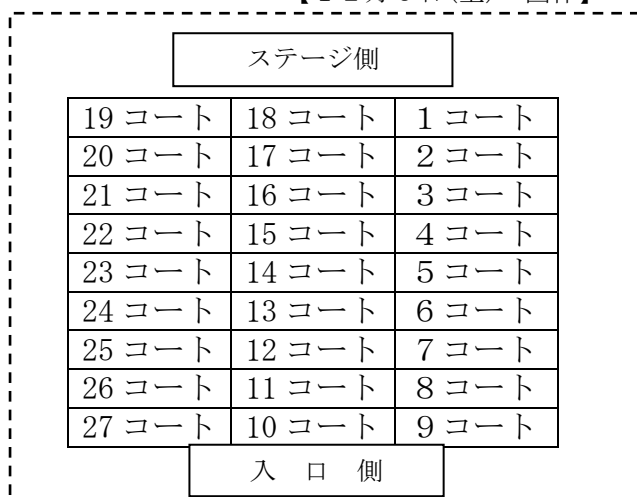 ステージ側
19コート 18コート 1コート
20コート 17コート 2コート
21コート 16コート 3コート
22コート 15コート 4コート
23コート 14コート 5コート
24コート 13コート 6コート
25コート 12コート 7コート
26コート 11コート 8コート
27コート 10コート 9コート
入 口 側